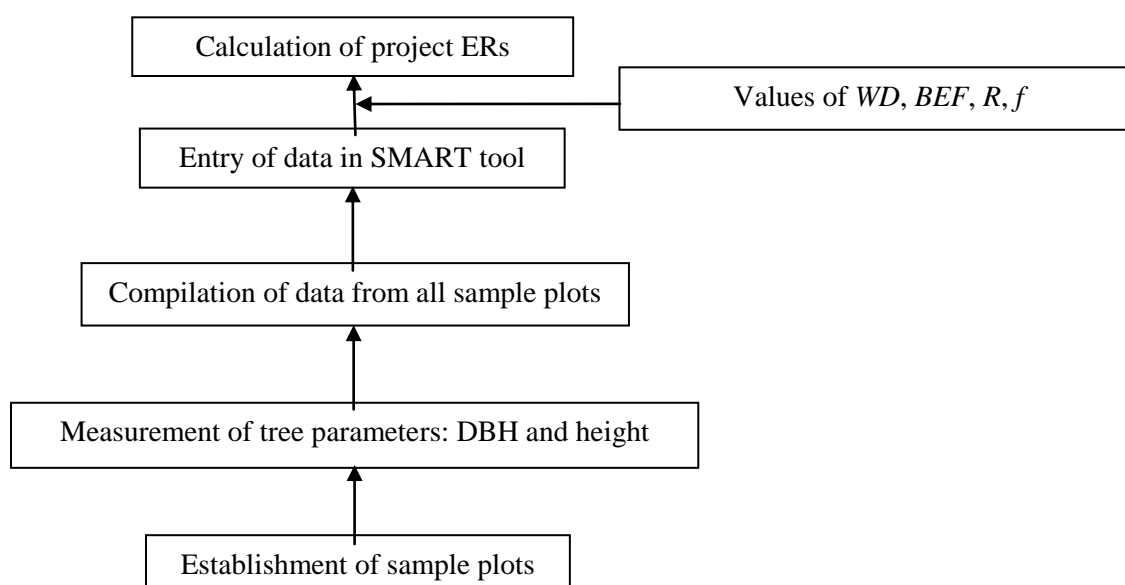 Calculation of project ERs
Values of WD, BEF, R, f
Entry of data in SMART tool
Compilation of data from all sample plots
Measurement of tree parameters: DBH and height
Establishment of sample plots